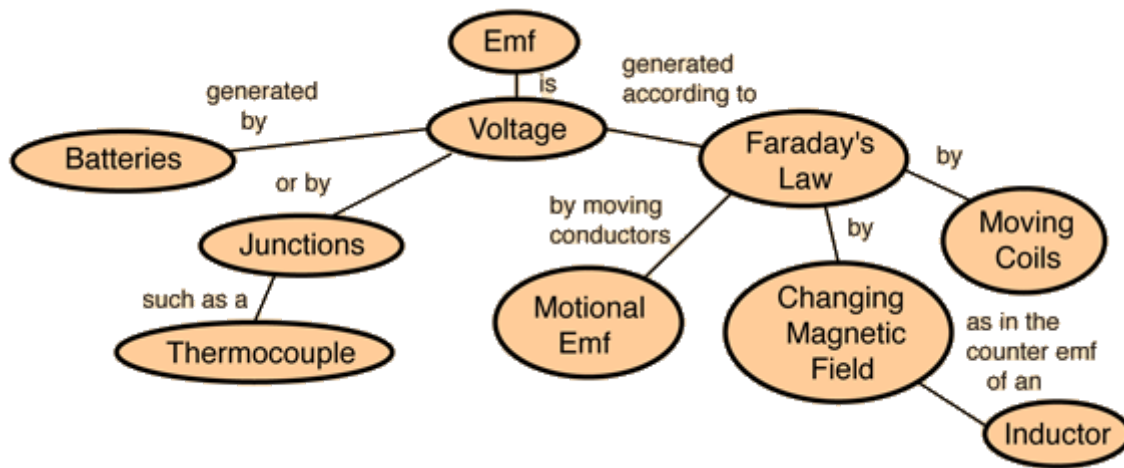 Emf
is
generated
by
Voltage
generated
according to
Batteries
Faraday's
Law
by
or by
Junctions
by moving
conductors
by
Moving
Coils
such as a
Thermocouple
Motional
Emf
Changing
Magnetic
Field
as in the
counter emf
of an
Inductor